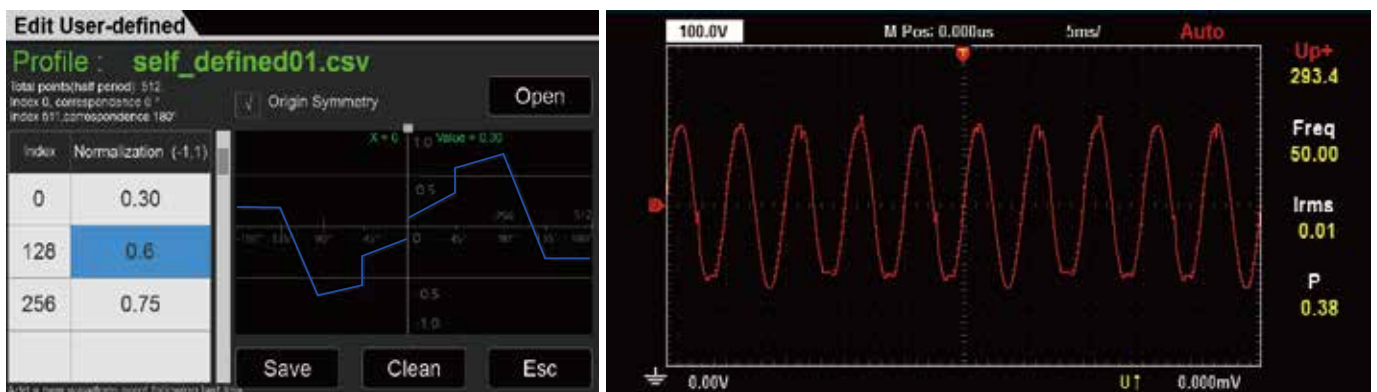 Edit User-defined
Profile : self_defined01.csv
Total points(half period) 512
Index 0, correspondence 0 °
Index 511,correspondence 180°
√ Origin Symmetry
Open
Index Normalization (-1,1)
0 0.30
128 0.6
256 0.75
X = 0 1.0 Value = 0.30
0.5
512
90° 45° 0 45° 90°
0.5
1.0
Save Clean Esc
100.0V M Pos: 0.000us 5ms/ Auto
T
Up+
293.4
Freq
50.00
Irms
0.01
P
0.38
0.00V U↑ 0.000mV